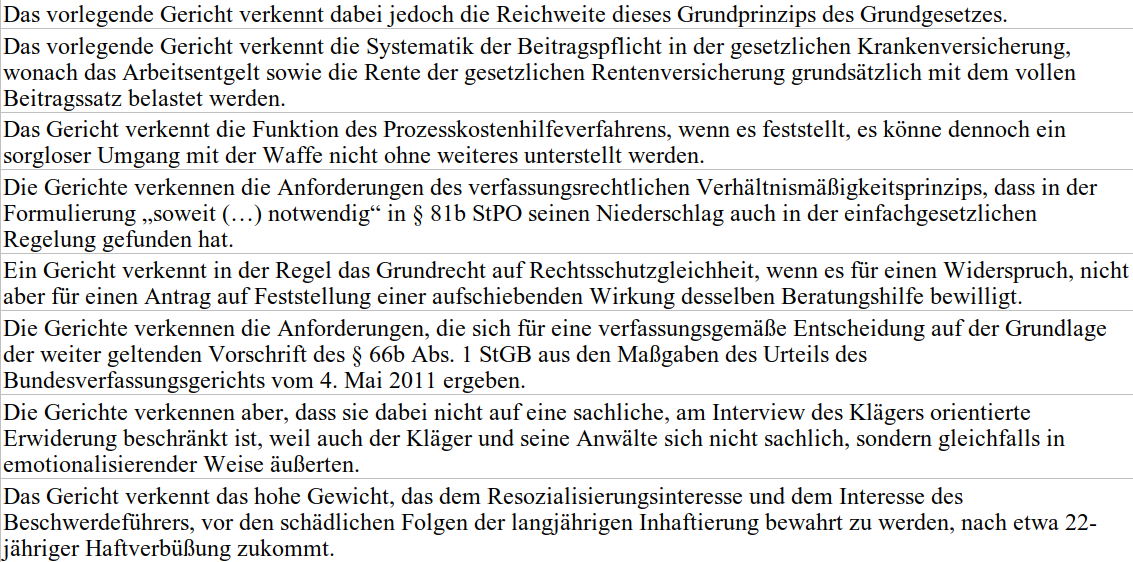 Das vorlegende Gericht verkennt dabei jedoch die Reichweite dieses Grundprinzips des Grundgesetzes.
Das vorlegende Gericht verkennt die Systematik der Beitragspflicht in der gesetzlichen Krankenversicherung,
wonach das Arbeitsentgelt sowie die Rente der gesetzlichen Rentenversicherung grundsätzlich mit dem vollen
Beitragssatz belastet werden.
Das Gericht verkennt die Funktion des Prozesskostenhilfeverfahrens, wenn es feststellt, es könne dennoch ein
sorgloser Umgang mit der Waffe nicht ohne weiteres unterstellt werden.
Die Gerichte verkennen die Anforderungen des verfassungsrechtlichen Verhältnismäßigkeitsprinzips, dass in der
Formulierung „soweit (…) notwendig“ in § 81b StPO seinen Niederschlag auch in der einfachgesetzlichen
Regelung gefunden hat.
Ein Gericht verkennt in der Regel das Grundrecht auf Rechtsschutzgleichheit, wenn es für einen Widerspruch, nicht
aber für einen Antrag auf Feststellung einer aufschiebenden Wirkung desselben Beratungshilfe bewilligt.
Die Gerichte verkennen die Anforderungen, die sich für eine verfassungsgemäße Entscheidung auf der Grundlage
der weiter geltenden Vorschrift des § 66b Abs. 1 StGB aus den Maßgaben des Urteils des
Bundesverfassungsgerichts vom 4. Mai 2011 ergeben.
Die Gerichte verkennen aber, dass sie dabei nicht auf eine sachliche, am Interview des Klägers orientierte
Erwiderung beschränkt ist, weil auch der Kläger und seine Anwälte sich nicht sachlich, sondern gleichfalls in
emotionalisierender Weise äußerten.
Das Gericht verkennt das hohe Gewicht, das dem Resozialisierungsinteresse und dem Interesse des
Beschwerdeführers, vor den schädlichen Folgen der langjährigen Inhaftierung bewahrt zu werden, nach etwa 22-
jähriger Haftverbüßung zukommt.